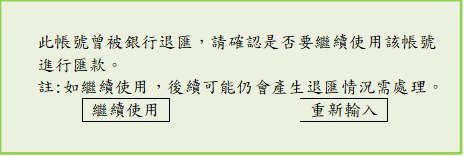 此帳號曾被銀行退匯，請確認是否要繼續使用該帳號
進行匯款。
註:如繼續使用，後續可能仍會產生退匯情況需處理。
繼續使用
重新輸入